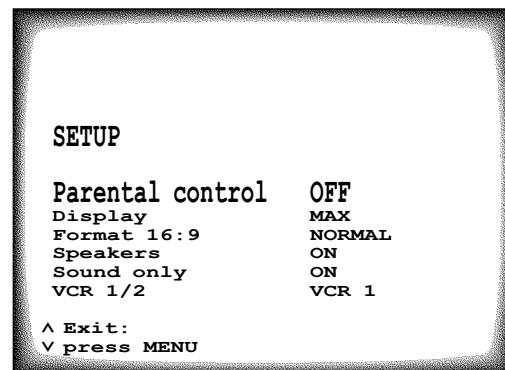 SETUP
Parental control OFF
Display MAX
Format 16:9 NORMAL
Speakers ON
Sound only ON
VCR 1/2 VCR 1
∧ Exit:
∨ press MENU